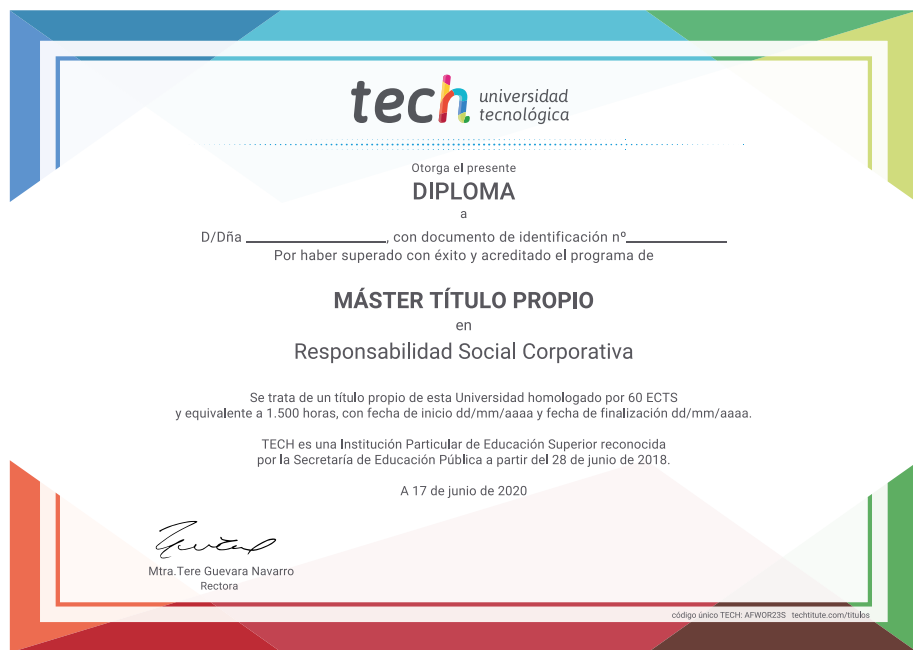 tech universidad
tecnológica
Otorga el presente
DIPLOMA
a
D/Dña ____________________, con documento de identificación nº______________
Por haber superado con éxito y acreditado el programa de
MÁSTER TÍTULO PROPIO
en
Responsabilidad Social Corporativa
Se trata de un título propio de esta Universidad homologado por 60 ECTS
y equivalente a 1.500 horas, con fecha de inicio dd/mm/aaaa y fecha de finalización dd/mm/aaaa.
TECH es una Institución Particular de Educación Superior reconocida
por la Secretaría de Educación Pública a partir del 28 de junio de 2018.
A 17 de junio de 2020
Mtra.Tere Guevara Navarro
Rectora
código único TECH: AFWOR23S techtitute.com/titulos